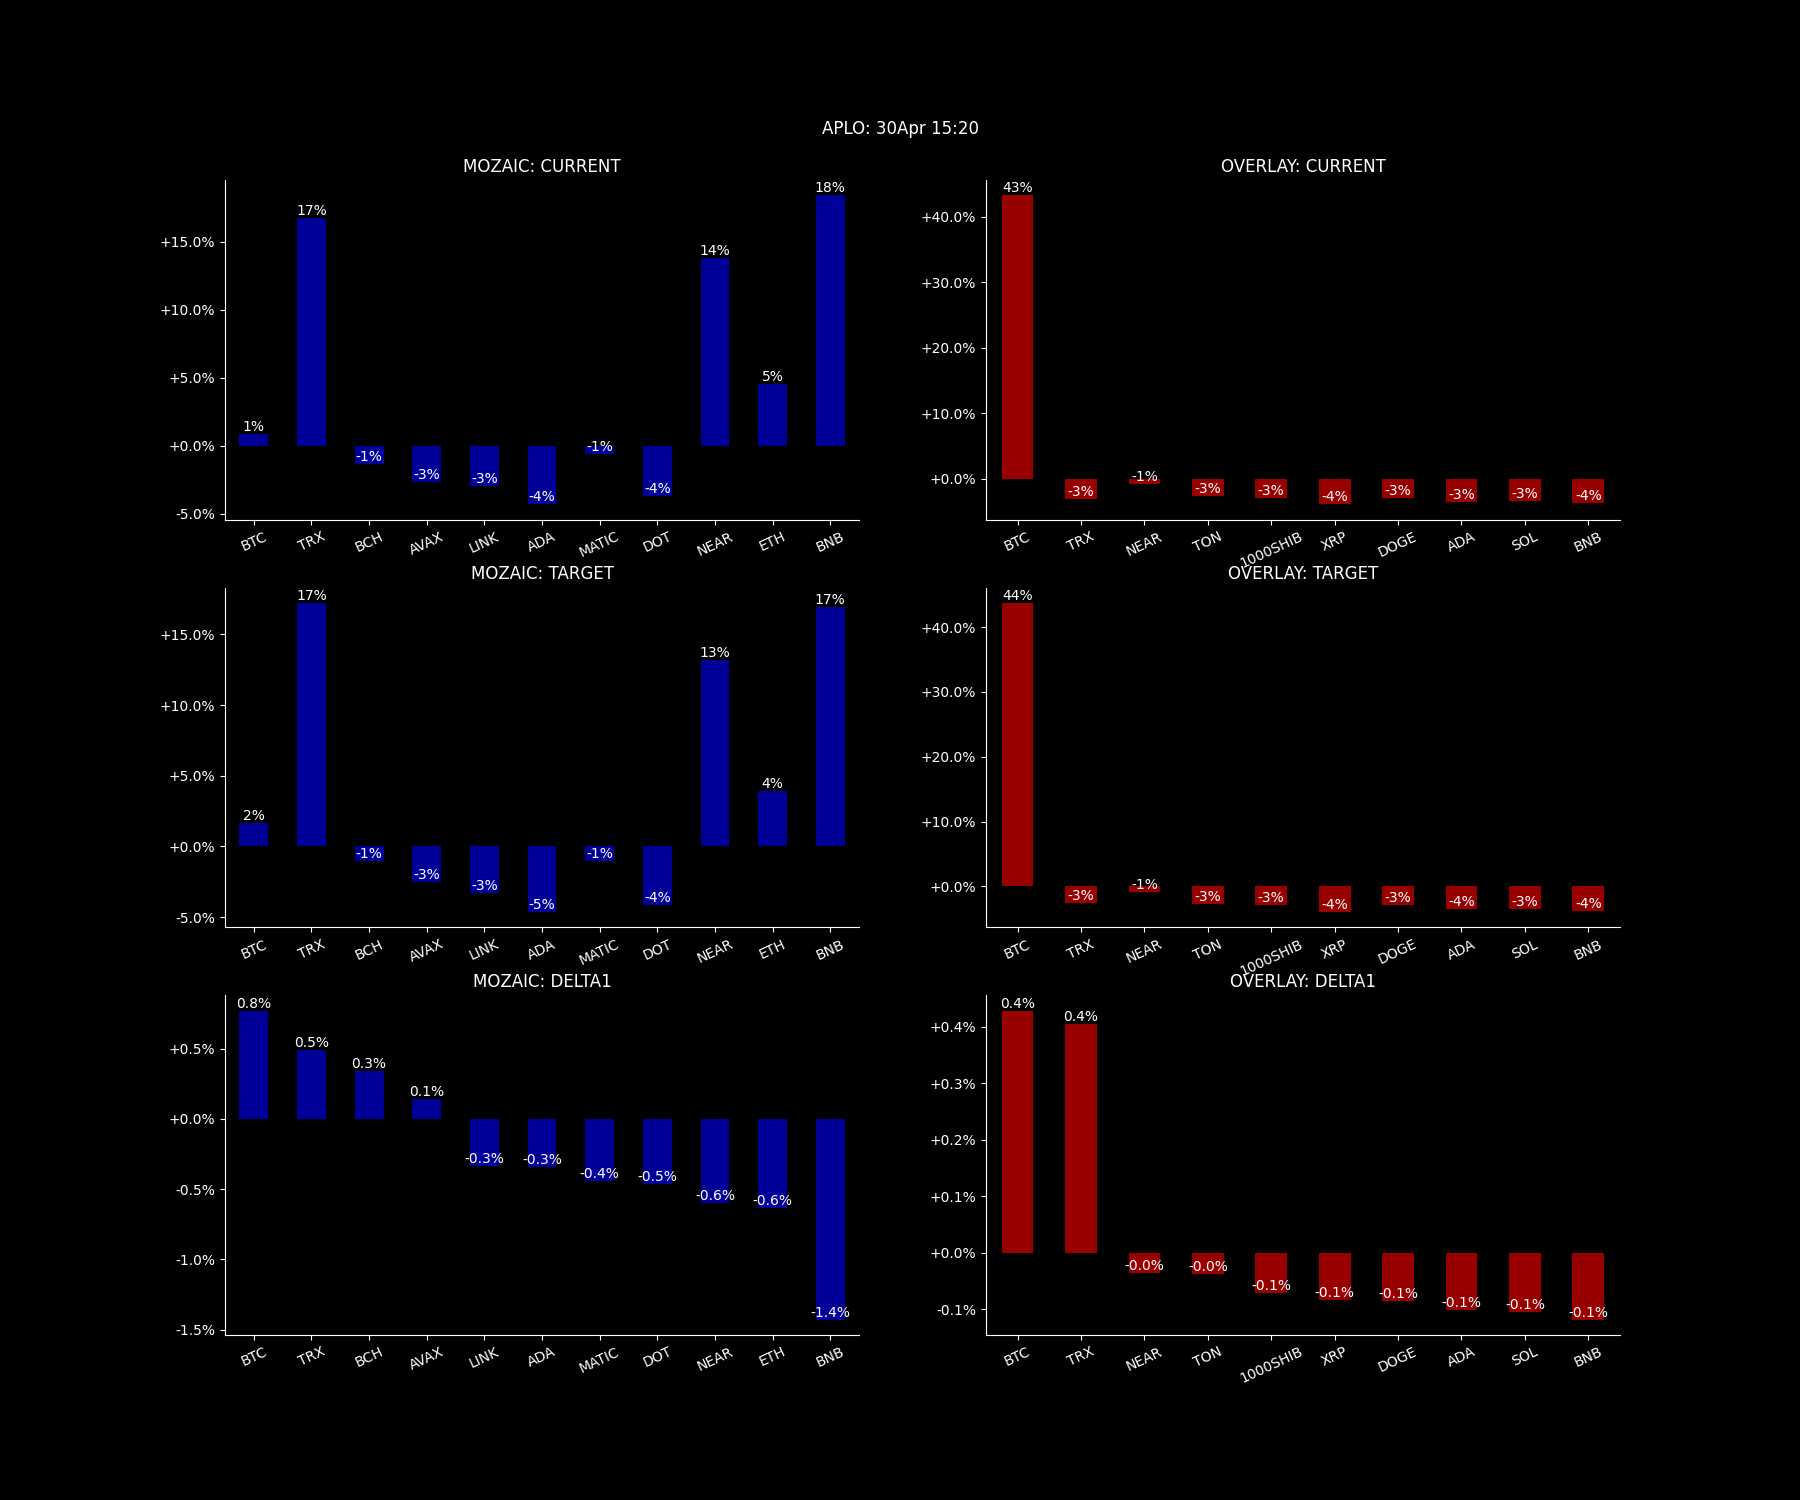 APLO: 30Apr 15:20
MOZAIC: CURRENT
+15.0%
+10.0%
+5.0%
+0.0%
-5.0%
1%
17%
-1%
-3%
-3%
-4%
-1%
-4%
14%
5%
18%
BTC
TRX
BCH
AVAX
LINK
ADA
MATIC
DOT
NEAR
ETH
BNB
OVERLAY: CURRENT
+40.0%
+30.0%
+20.0%
+10.0%
+0.0%
43%
-3%
-1%
-3%
-3%
-4%
-3%
-3%
-3%
-4%
BTC
TRX
NEAR
TON
1000SHIB
XRP
DOGE
ADA
SOL
BNB
MOZAIC: TARGET
+15.0%
+10.0%
+5.0%
+0.0%
-5.0%
2%
17%
-1%
-3%
-3%
-5%
-1%
-4%
13%
4%
17%
BTC
TRX
BCH
AVAX
LINK
ADA
MATIC
DOT
NEAR
ETH
BNB
OVERLAY: TARGET
+40.0%
+30.0%
+20.0%
+10.0%
+0.0%
44%
-3%
-1%
-3%
-3%
-4%
-3%
-4%
-3%
-4%
BTC
TRX
NEAR
TON
1000SHIB
XRP
DOGE
ADA
SOL
BNB
MOZAIC: DELTA1
+0.5%
+0.0%
-0.5%
-1.0%
-1.5%
0.8%
0.5%
0.3%
0.1%
-0.3%
-0.3%
-0.4%
-0.5%
-0.6%
-0.6%
-1.4%
BTC
TRX
BCH
AVAX
LINK
ADA
MATIC
DOT
NEAR
ETH
BNB
OVERLAY: DELTA1
+0.4%
+0.3%
+0.2%
+0.1%
+0.0%
-0.1%
0.4%
0.4%
-0.0%
-0.0%
-0.1%
-0.1%
-0.1%
-0.1%
-0.1%
-0.1%
BTC
TRX
NEAR
TON
1000SHIB
XRP
DOGE
ADA
SOL
BNB